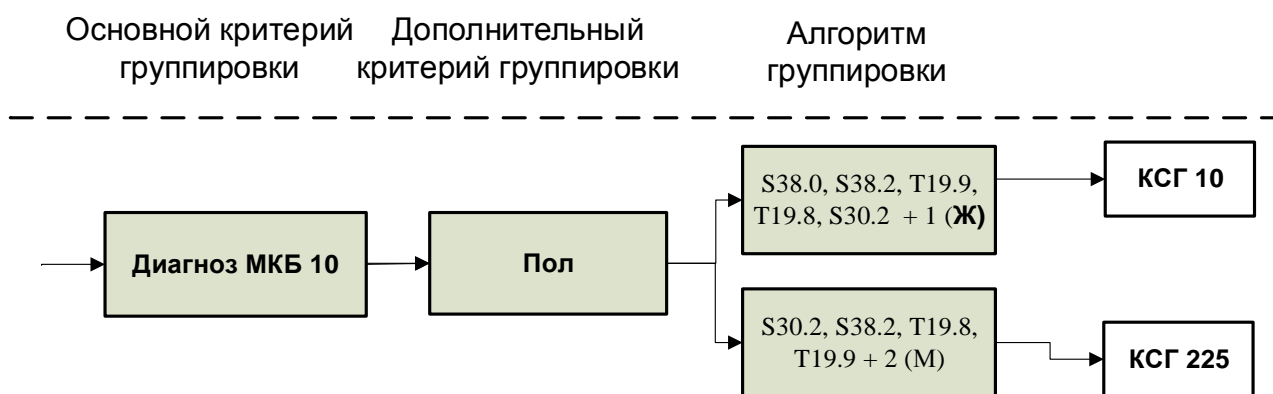 Основной критерий группировки
Дополнительный критерий группировки
Алгоритм группировки
Диагноз МКБ 10
Пол
S38.0, S38.2, T19.9,
T19.8, S30.2 + 1 (Ж)
КСГ 10
S30.2, S38.2, T19.8,
T19.9 + 2 (М)
КСГ 225